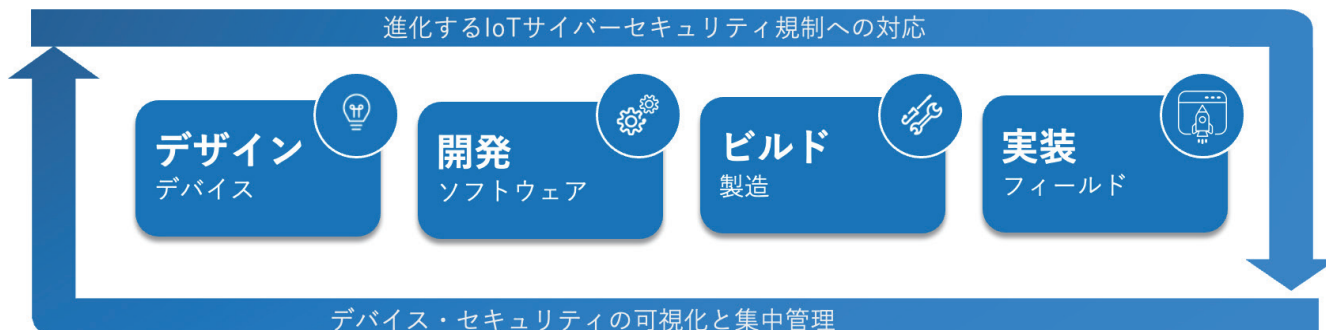 進化するIoTサイバーセキュリティ規制への対応
デザイン
デバイス
開発
ソフトウェア
ビルド
製造
実装
フィールド
デバイス・セキュリティの可視化と集中管理